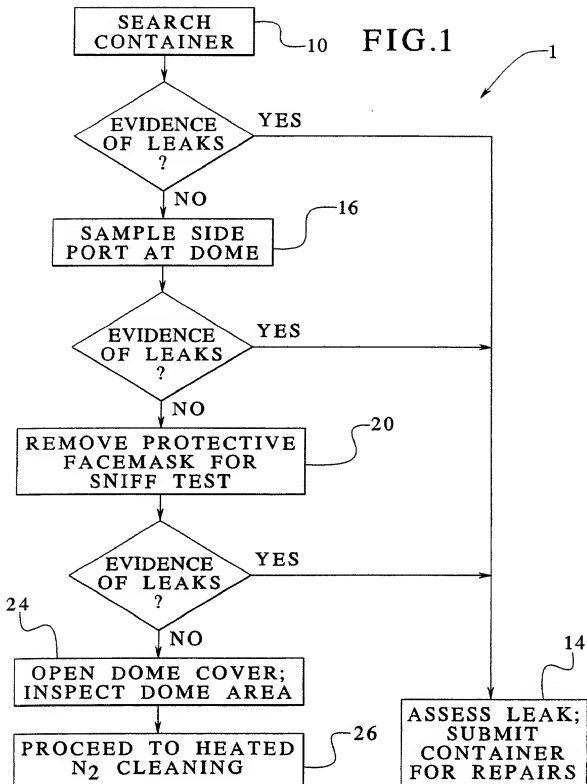 SEARCH
CONTAINER
10
FIG.1
1
EVIDENCE
OF LEAKS
?
YES
NO
16
SAMPLE SIDE
PORT AT DOME
EVIDENCE
OF LEAKS
?
YES
NO
20
REMOVE PROTECTIVE
FACEMASK FOR
SNIFF TEST
EVIDENCE
OF LEAKS
?
YES
NO
24
OPEN DOME COVER;
INSPECT DOME AREA
26
PROCEED TO HEATED
N₂ CLEANING
14
ASSESS LEAK;
SUBMIT
CONTAINER
FOR REPAIRS